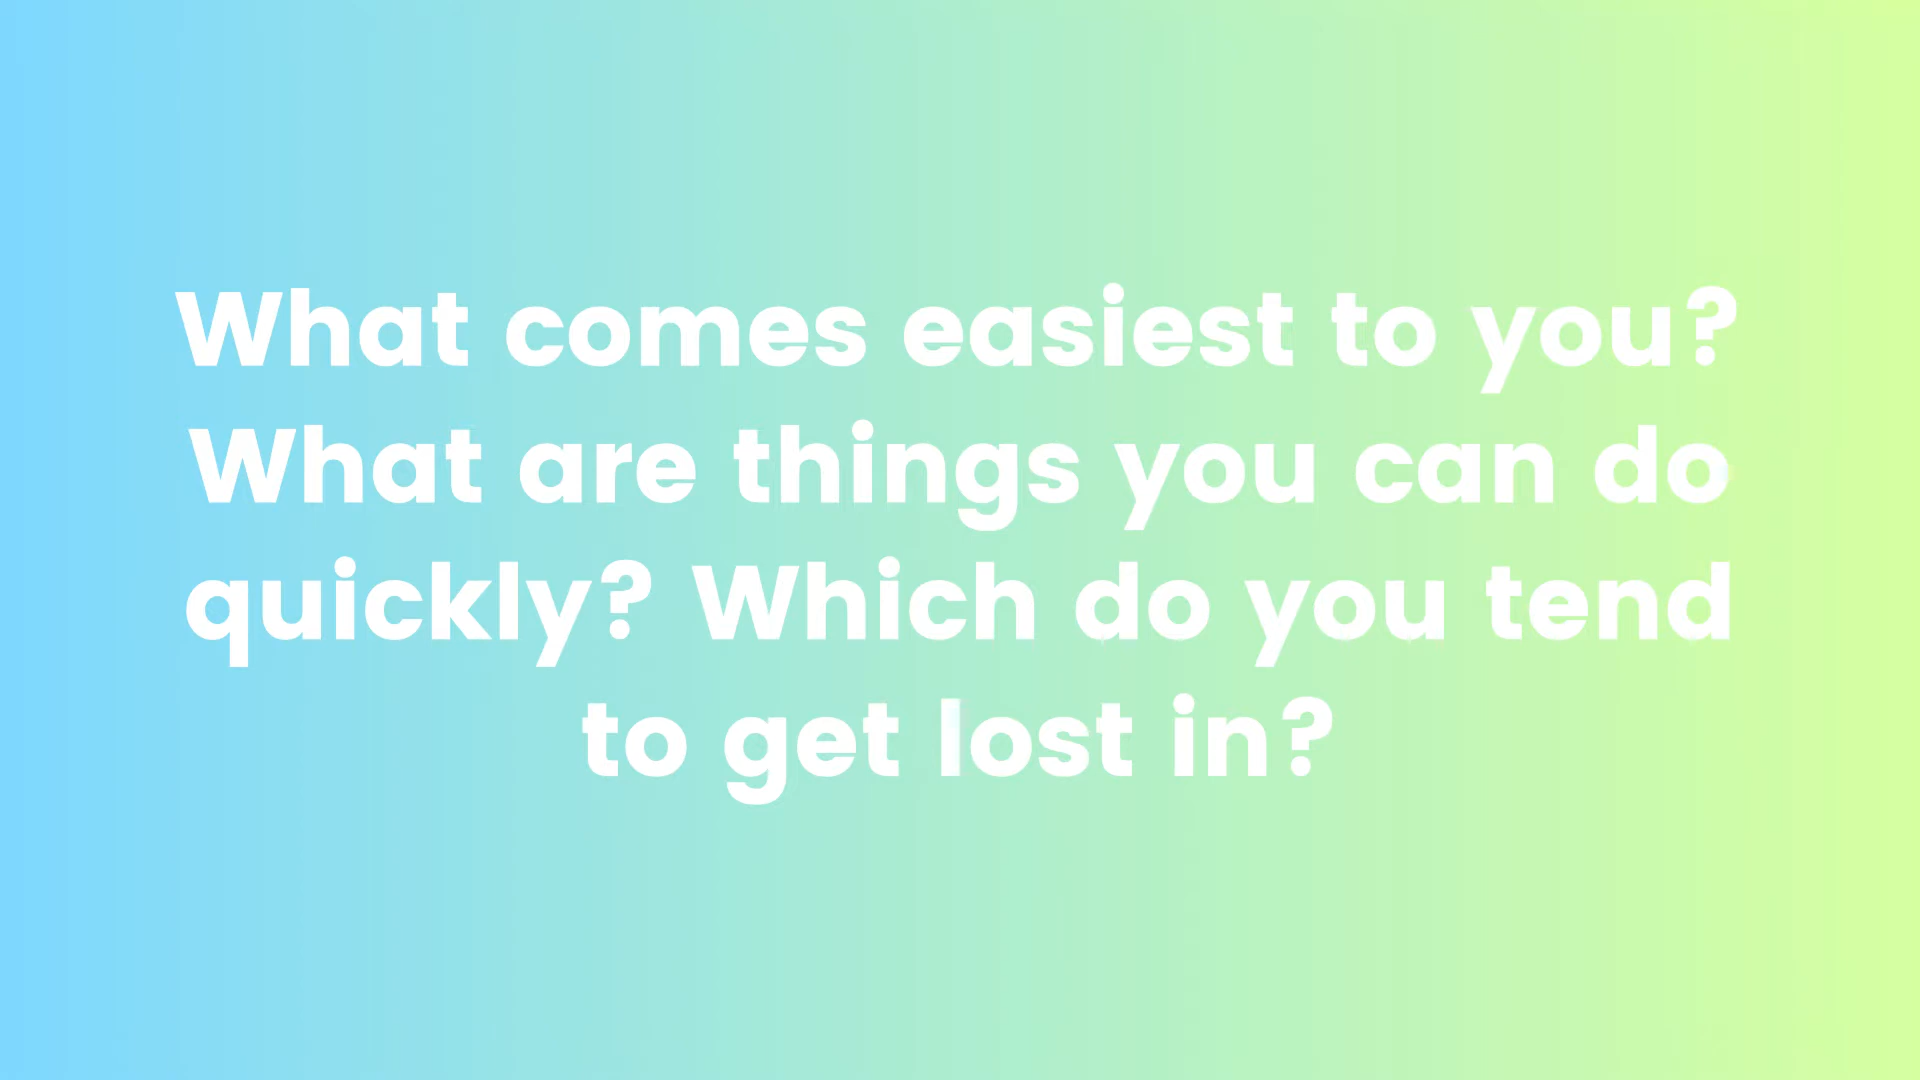 What comes easiest to you?
What are things you can do
quickly? Which do you tend
to get lost in?